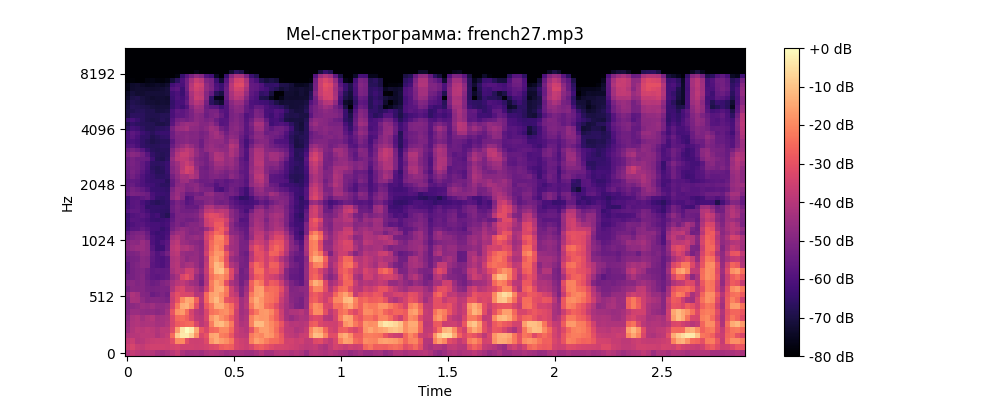 Mel-спектрограмма: french27.mp3
+0 dB
8192
-10 dB
4096
-20 dB
-30 dB
2048
Hz
-40 dB
1024
-50 dB
-60 dB
512
-70 dB
0
-80 dB
0 0.5 1 1.5 2 2.5
Time